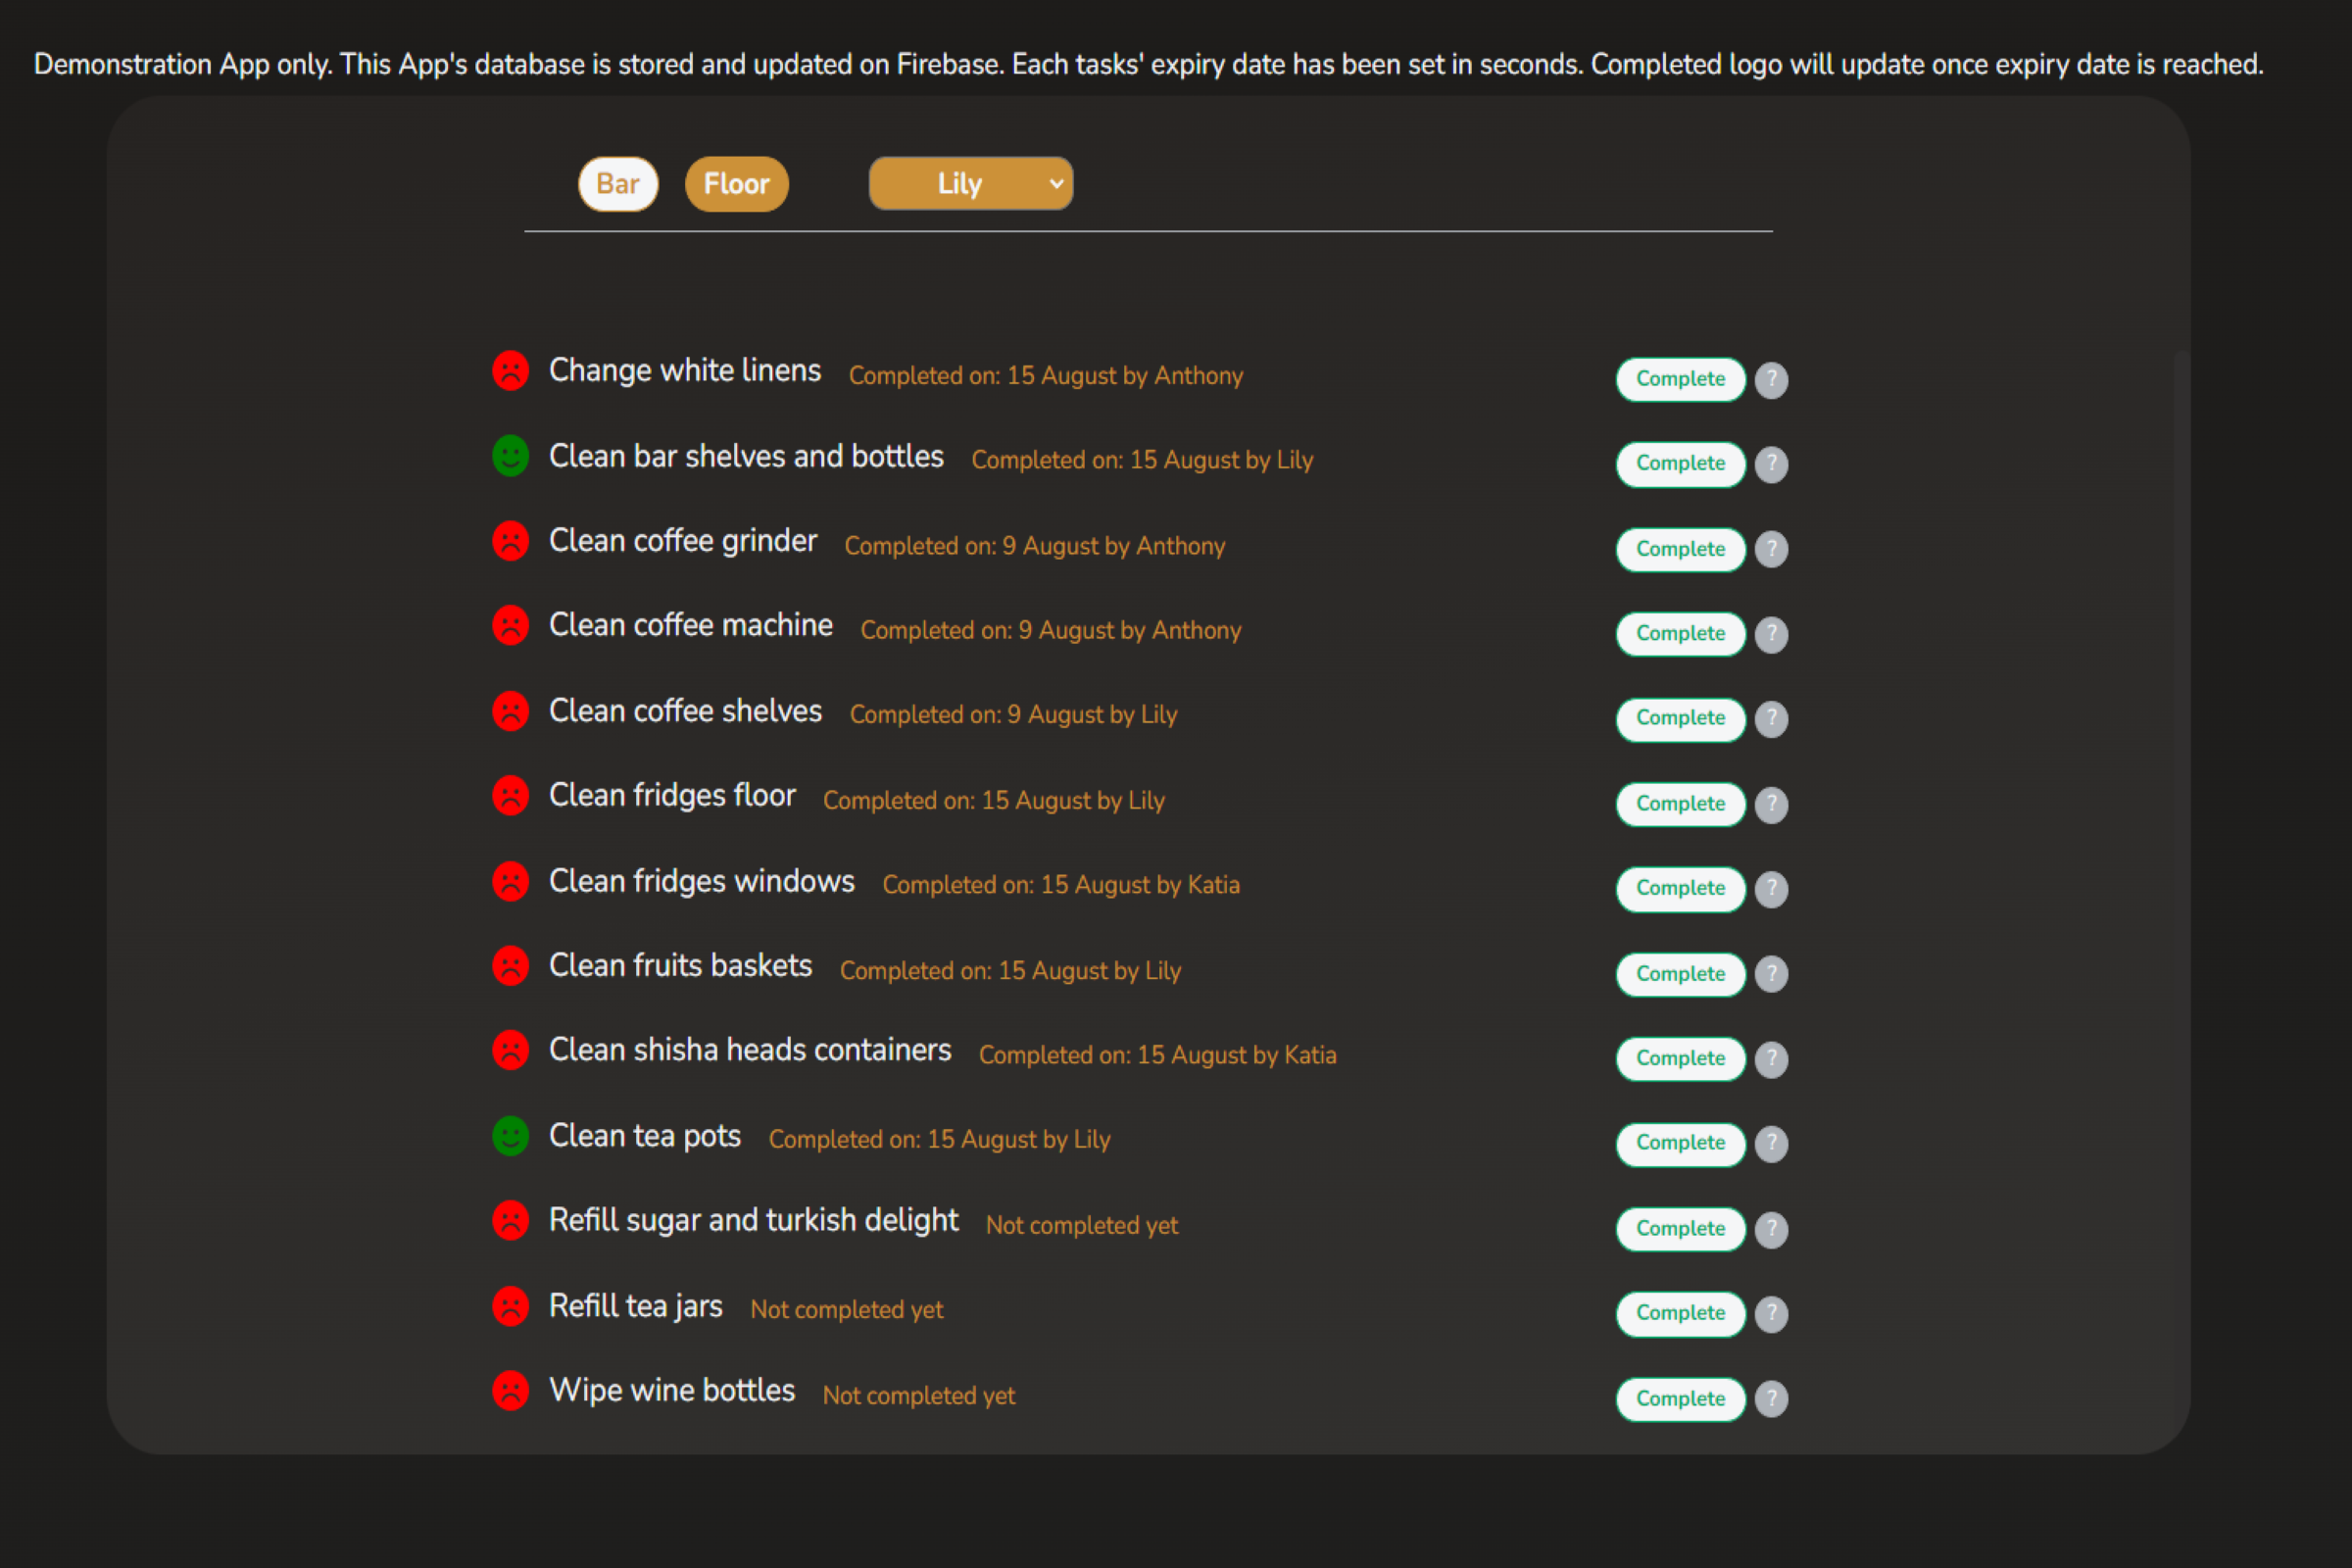 Demonstration App only. This App's database is stored and updated on Firebase. Each tasks' expiry date has been set in seconds. Completed logo will update once expiry date is reached.
Bar Floor Lily
Change white linens Completed on: 15 August by Anthony Complete ?
Clean bar shelves and bottles Completed on: 15 August by Lily Complete ?
Clean coffee grinder Completed on: 9 August by Anthony Complete ?
Clean coffee machine Completed on: 9 August by Anthony Complete ?
Clean coffee shelves Completed on: 9 August by Lily Complete ?
Clean fridges floor Completed on: 15 August by Lily Complete ?
Clean fridges windows Completed on: 15 August by Katia Complete ?
Clean fruits baskets Completed on: 15 August by Lily Complete ?
Clean shisha heads containers Completed on: 15 August by Katia Complete ?
Clean tea pots Completed on: 15 August by Lily Complete ?
Refill sugar and turkish delight Not completed yet Complete ?
Refill tea jars Not completed yet Complete ?
Wipe wine bottles Not completed yet Complete ?